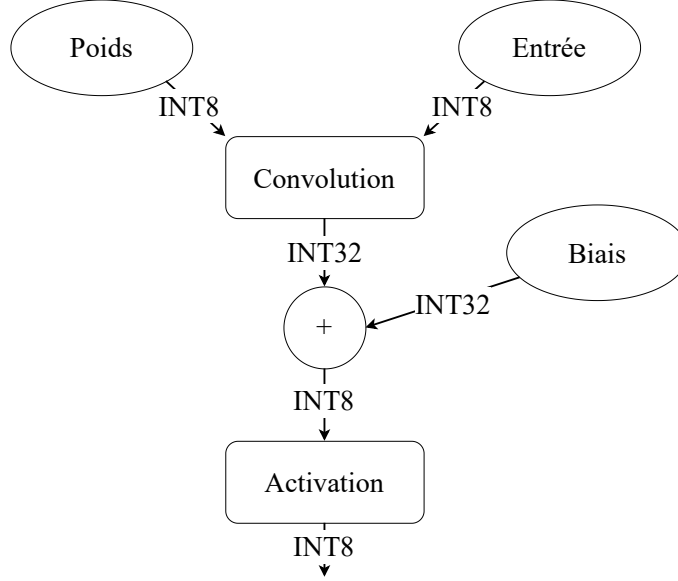 Poids
Entrée
INT8
INT8
Convolution
INT32
Biais
INT32
+
INT8
Activation
INT8